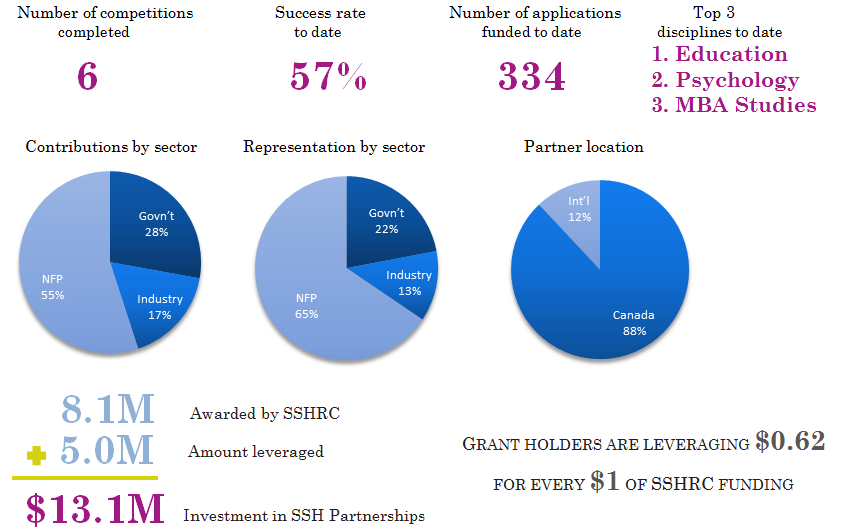 Number of competitions
completed
6
Success rate
to date
57%
Number of applications
funded to date
334
Top 3
disciplines to date
1. Education
2. Psychology
3. MBA Studies
Contributions by sector
Govn't
28%
Industry
17%
NFP
55%
Representation by sector
Govn't
22%
Industry
13%
NFP
65%
Partner location
Int'l
12%
Canada
88%
8.1M Awarded by SSHRC
+ 5.0M Amount leveraged
$13.1M Investment in SSH Partnerships
GRANT HOLDERS ARE LEVERAGING $0.62
FOR EVERY $1 OF SSHRC FUNDING